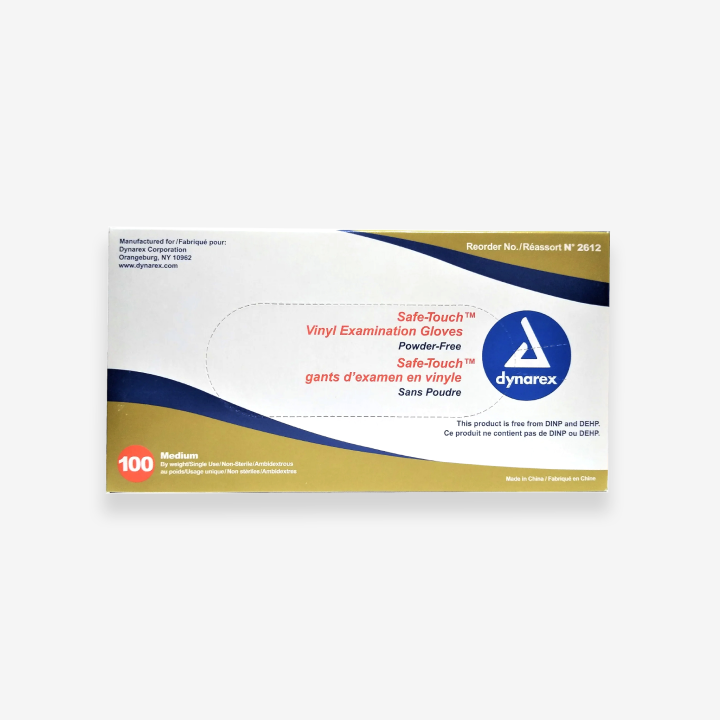 Manufactured for/Fabriqué pour:
Dynarex Corporation
Orangeburg, NY 10962
www.dynarex.com
Reorder No./Réassort N° 2612
Safe-Touch™
Vinyl Examination Gloves
Powder-Free
Safe-Touch™
gants d'examen en vinyle
Sans Poudre
dynarex
This product is free from DINP and DEHP.
Ce produit ne contient pas de DINP ou DEHP.
100
Medium
By weight/Single Use/Non-Sterile/Ambidextrous
au poids/Usage unique/Non stériles/Ambidextres
Made in China / Fabriqué en Chine